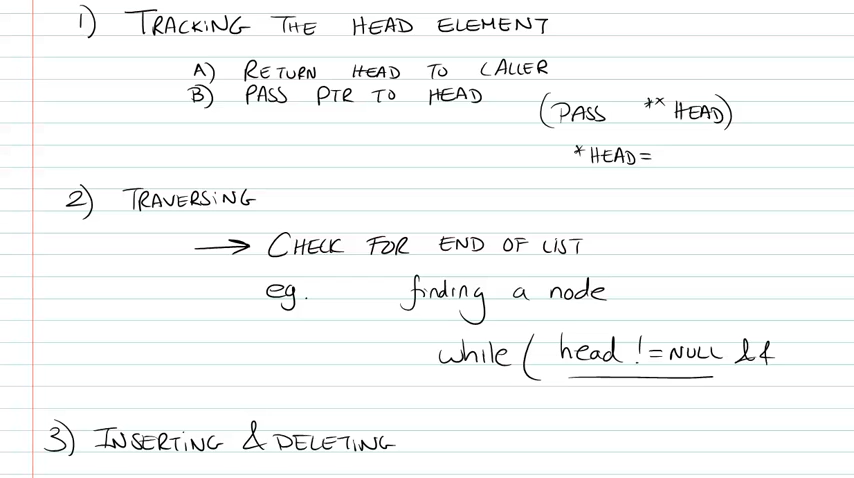 1) TRACKING THE HEAD ELEMENT
A) RETURN HEAD TO CALLER
B) PASS PTR TO HEAD (PASS ** HEAD)
*HEAD=
2) TRAVERSING
→ CHECK FOR END OF LIST
eg. finding a node
while ( head != NULL &&
3) INSERTING & DELETING